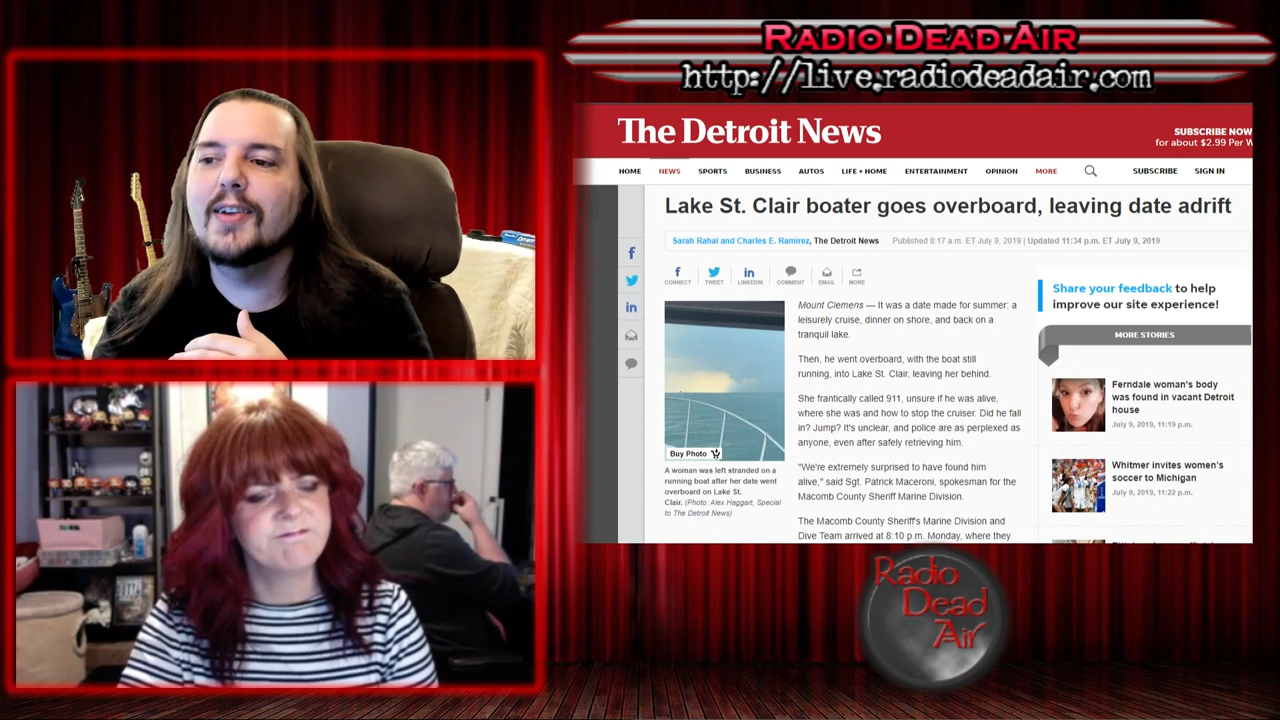 Radio Dead Air
http://live.radiodeadair.com
The Detroit News
SUBSCRIBE NOW
for about $2.99 Per
HOME NEWS SPORTS BUSINESS AUTOS LIFE + HOME ENTERTAINMENT OPINION MORE SUBSCRIBE SIGN IN
Lake St. Clair boater goes overboard, leaving date adrift
Sarah Rahal and Charles E. Ramirez, The Detroit News Published 8:17 a.m. ET July 9, 2019 | Updated 11:34 p.m. ET July 9, 2019
CONNECT TWEET LINKEDIN COMMENT EMAIL MORE
Buy Photo
A woman was left stranded on a
running boat after her date went
overboard on Lake St.
Clair. (Photo: Alex Haggart, Special
to The Detroit News)
Mount Clemens — It was a date made for summer: a
leisurely cruise, dinner on shore, and back on a
tranquil lake.
Then, he went overboard, with the boat still
running, into Lake St. Clair, leaving her behind.
She frantically called 911, unsure if he was alive,
where she was and how to stop the cruiser. Did he fall
in? Jump? It's unclear, and police are as perplexed as
anyone, even after safely retrieving him.
"We're extremely surprised to have found him
alive," said Sgt. Patrick Maceroni, spokesman for the
Macomb County Sheriff Marine Division.
The Macomb County Sheriff's Marine Division and
Dive Team arrived at 8:10 p.m. Monday, where they
Share your feedback to help
improve our site experience!
MORE STORIES
Ferndale woman's body
was found in vacant Detroit
house
July 9, 2019, 11:19 p.m.
Whitmer invites women's
soccer to Michigan
July 9, 2019, 11:22 p.m.
Radio
Dead
Air